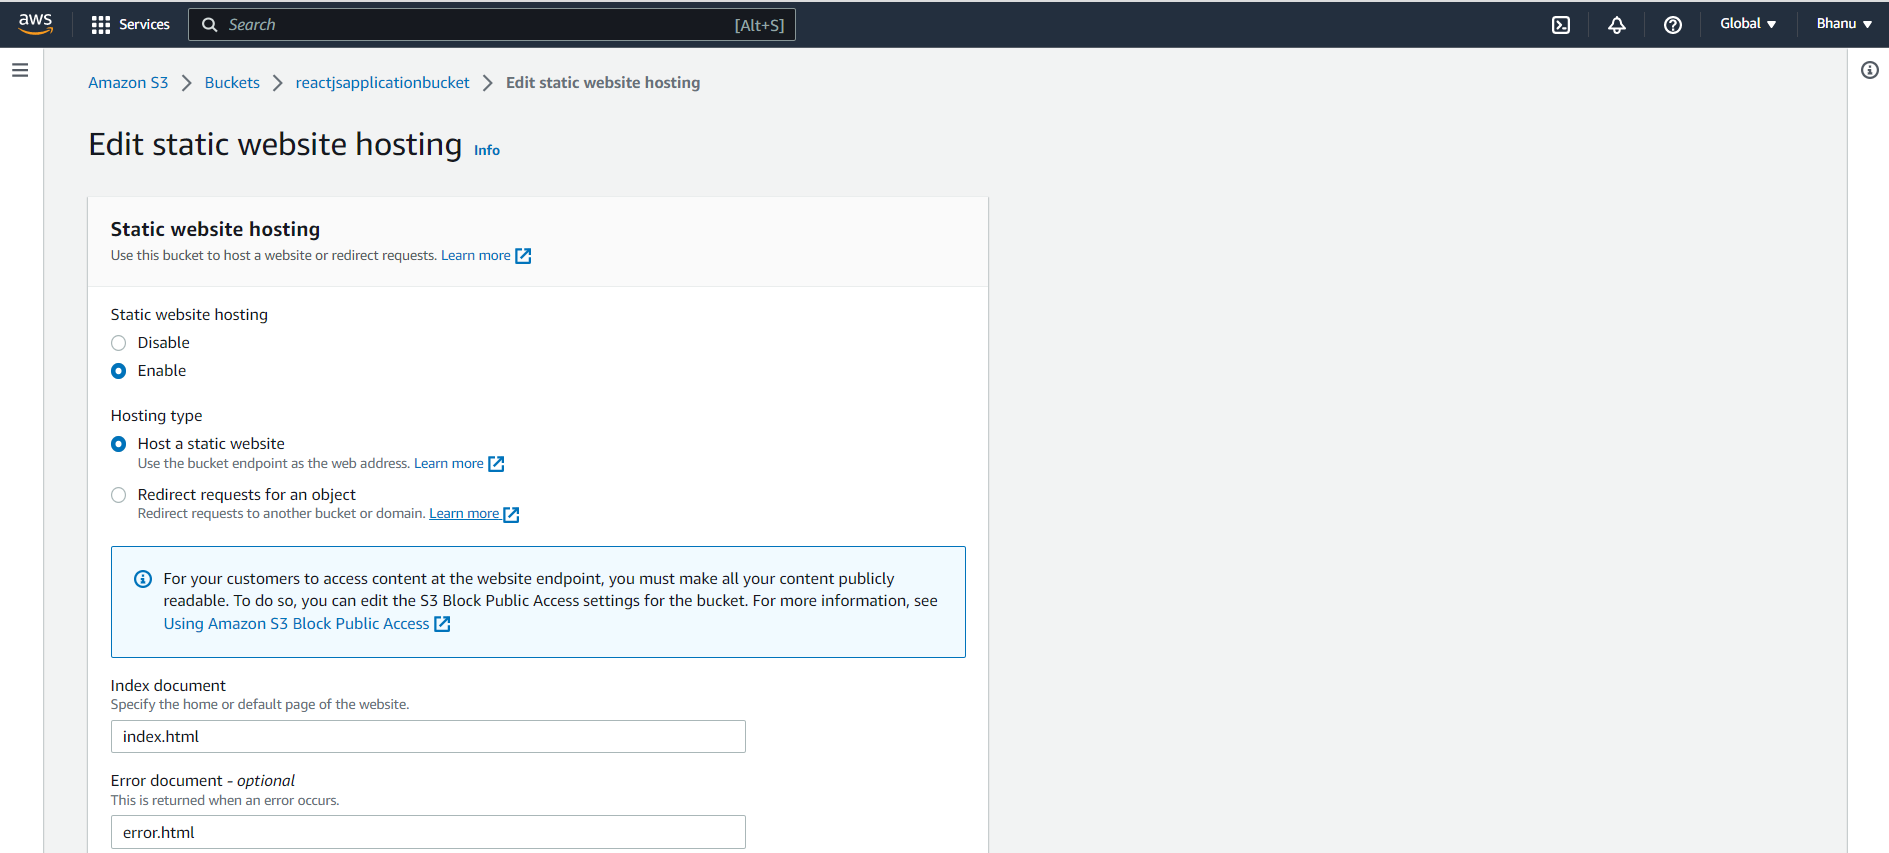 aws Services Search [Alt+S] Global Bhanu
Amazon S3 Buckets reactjsapplicationbucket Edit static website hosting
Edit static website hosting Info
Static website hosting
Use this bucket to host a website or redirect requests. Learn more
Static website hosting
Disable
Enable
Hosting type
Host a static website
Use the bucket endpoint as the web address. Learn more
Redirect requests for an object
Redirect requests to another bucket or domain. Learn more
For your customers to access content at the website endpoint, you must make all your content publicly
readable. To do so, you can edit the S3 Block Public Access settings for the bucket. For more information, see
Using Amazon S3 Block Public Access
Index document
Specify the home or default page of the website.
index.html
Error document - optional
This is returned when an error occurs.
error.html